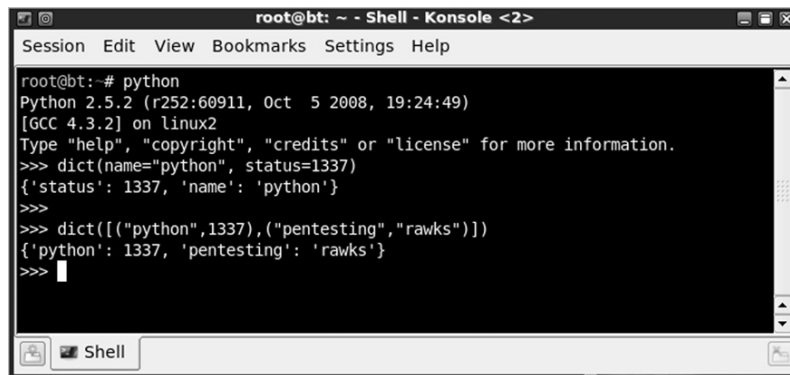 root@bt: ~ - Shell - Konsole <2>
Session Edit View Bookmarks Settings Help
root@bt:~# python
Python 2.5.2 (r252:60911, Oct  5 2008, 19:24:49)
[GCC 4.3.2] on linux2
Type "help", "copyright", "credits" or "license" for more information.
>>> dict(name="python", status=1337)
{'status': 1337, 'name': 'python'}
>>>
>>> dict([("python",1337),("pentesting","rawks")])
{'python': 1337, 'pentesting': 'rawks'}
>>>
Shell